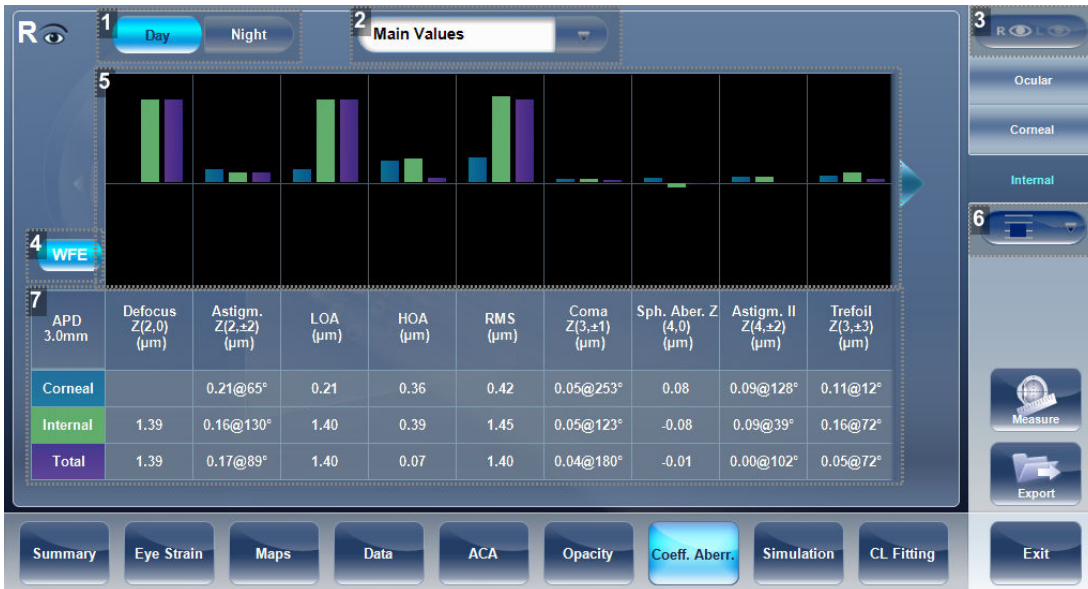 R
1
Day
Night
2
Main Values
3
R L
5
Ocular
Corneal
Internal
6
4
WFE
7
APD
3.0mm
Defocus
Z(2,0)
(μm)
Astigm.
Z(2,±2)
(μm)
LOA
(μm)
HOA
(μm)
RMS
(μm)
Coma
Z(3,±1)
(μm)
Sph. Aber. Z
(4,0)
(μm)
Astigm. II
Z(4,±2)
(μm)
Trefoil
Z(3,±3)
(μm)
Corneal 0.21@65° 0.21 0.36 0.42 0.05@253° 0.08 0.09@128° 0.11@12°
Internal 1.39 0.16@130° 1.40 0.39 1.45 0.05@123° -0.08 0.09@39° 0.16@72°
Total 1.39 0.17@89° 1.40 0.07 1.40 0.04@180° -0.01 0.00@102° 0.05@72°
Measure
Export
Summary
Eye Strain
Maps
Data
ACA
Opacity
Coeff. Aberr.
Simulation
CL Fitting
Exit